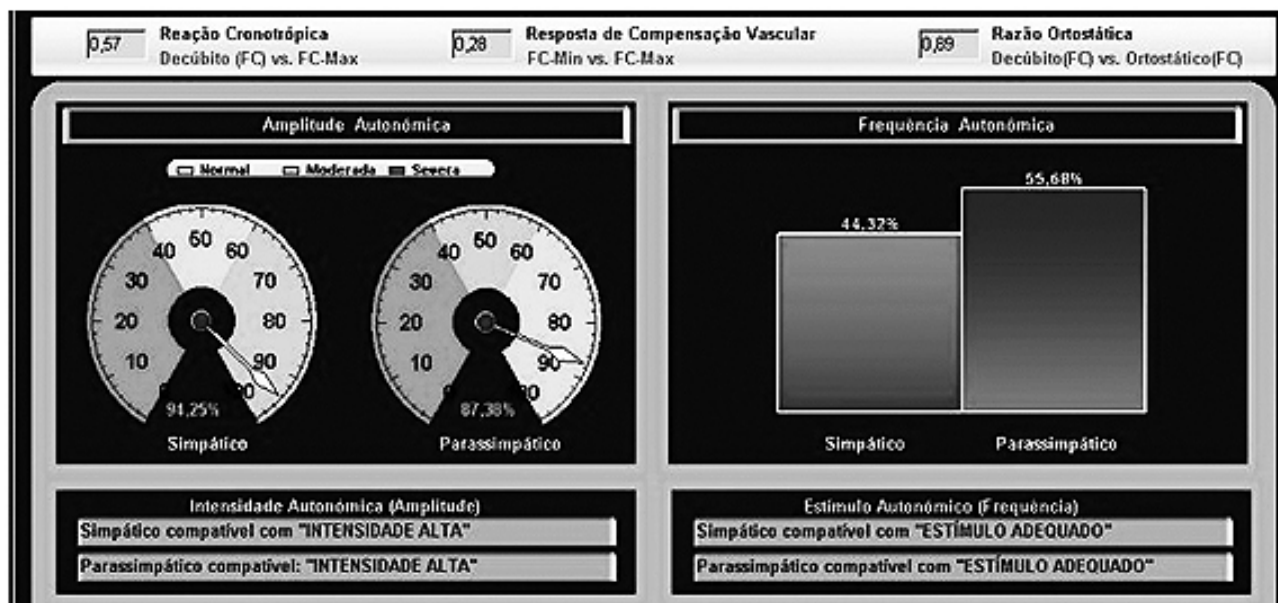 0,57 Reação Cronotrópica 0,28 Resposta de Compensação Vascular 0,89 Razão Ortostática
Decúbito (FC) vs. FC-Max FC-Min vs. FC-Max Decúbito(FC) vs. Ortostático(FC)
Amplitude Autonómica
Normal Moderada Severa
10 20 30 40 50 60 70 80 90
94,25%
Simpático
10 20 30 40 50 60 70 80 90
87,38%
Parassimpático
Frequência Autonómica
44,32%
55,68%
Simpático Parassimpático
Intensidade Autonómica (Amplitude)
Simpático compatível com "INTENSIDADE ALTA"
Parassimpático compatível: "INTENSIDADE ALTA"
Estímulo Autonómico (Frequência)
Simpático compatível com "ESTÍMULO ADEQUADO"
Parassimpático compatível com "ESTÍMULO ADEQUADO"